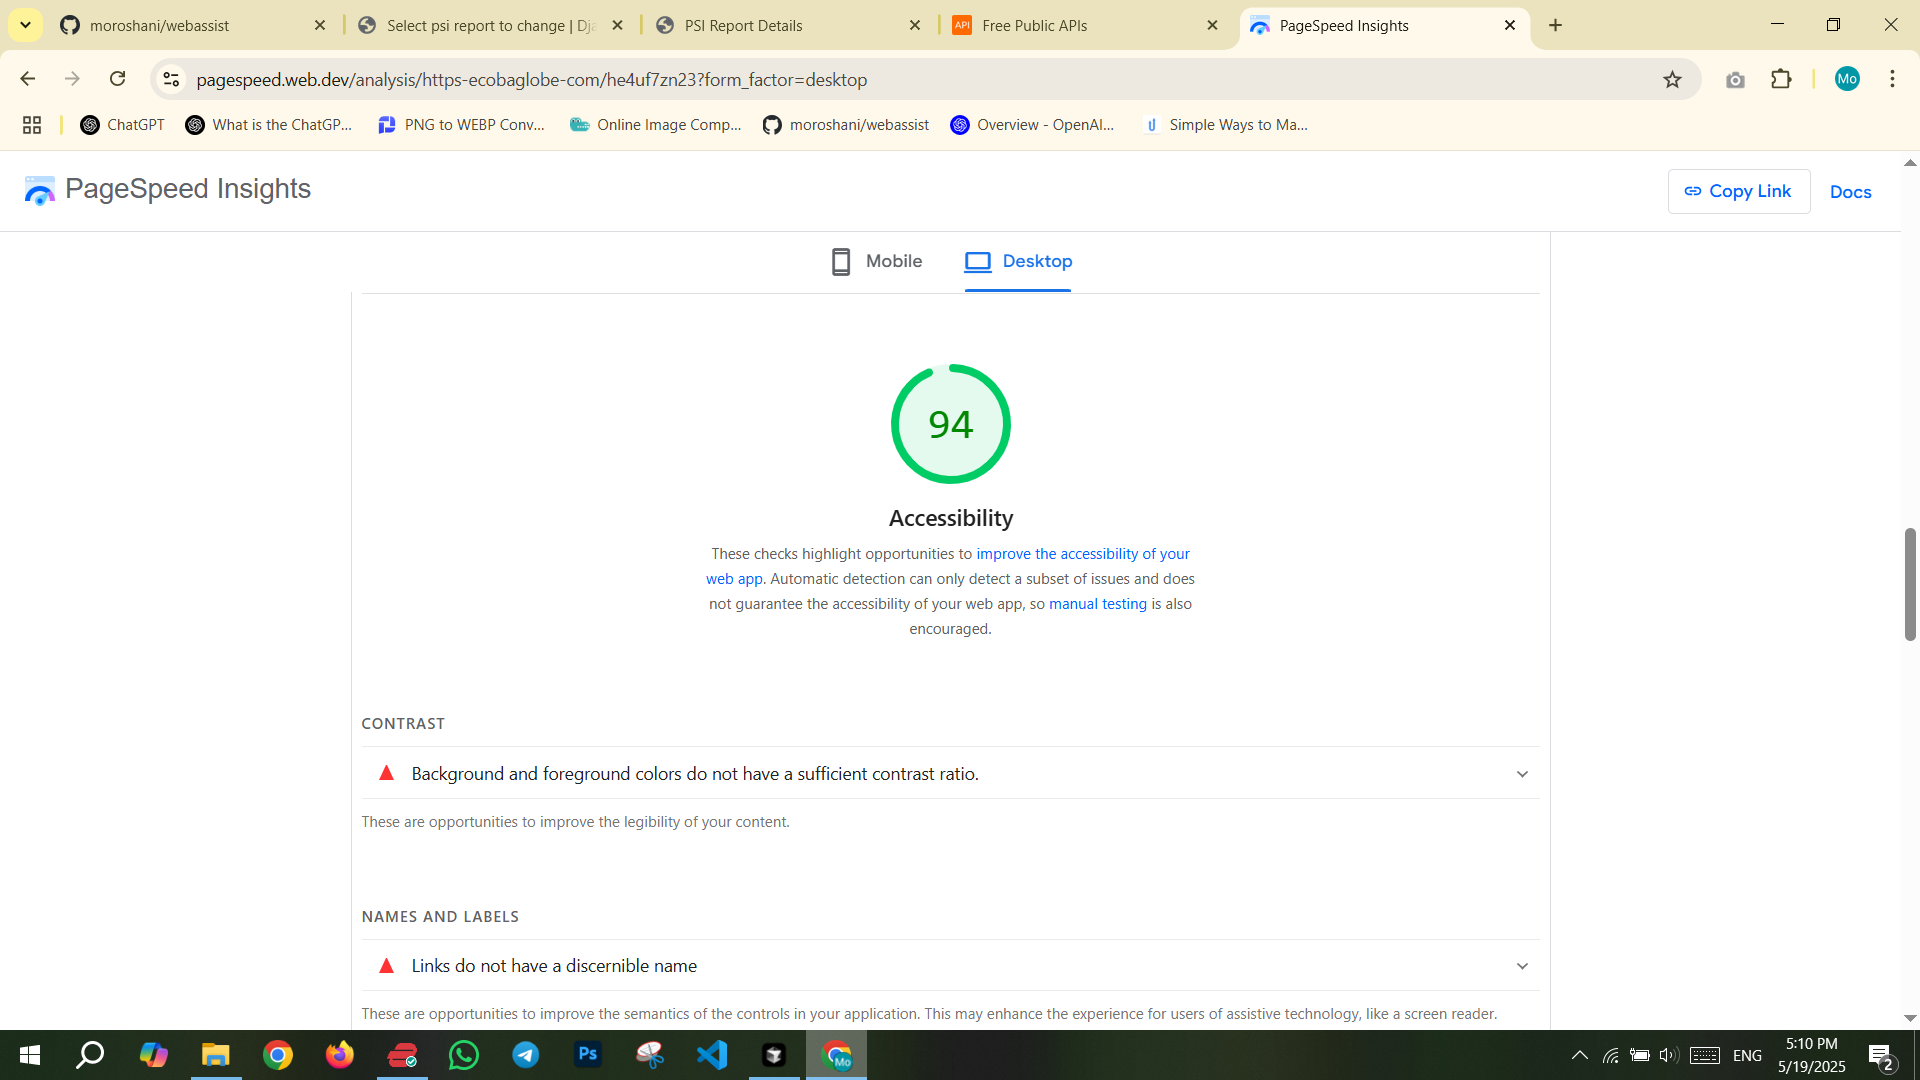 moroshani/webassist
Select psi report to change | Dja
PSI Report Details
Free Public APIs
PageSpeed Insights
pagespeed.web.dev/analysis/https-ecobaglobe-com/he4uf7zn23?form_factor=desktop
Mo
ChatGPT
What is the ChatGP...
PNG to WEBP Conv...
Online Image Comp...
moroshani/webassist
Overview - OpenAI...
Simple Ways to Ma...
PageSpeed Insights
Copy Link
Docs
Mobile
Desktop
94
Accessibility
These checks highlight opportunities to improve the accessibility of your
web app. Automatic detection can only detect a subset of issues and does
not guarantee the accessibility of your web app, so manual testing is also
encouraged.
CONTRAST
Background and foreground colors do not have a sufficient contrast ratio.
These are opportunities to improve the legibility of your content.
NAMES AND LABELS
Links do not have a discernible name
These are opportunities to improve the semantics of the controls in your application. This may enhance the experience for users of assistive technology, like a screen reader.
Ps
Mo
ENG
5:10 PM
5/19/2025
2